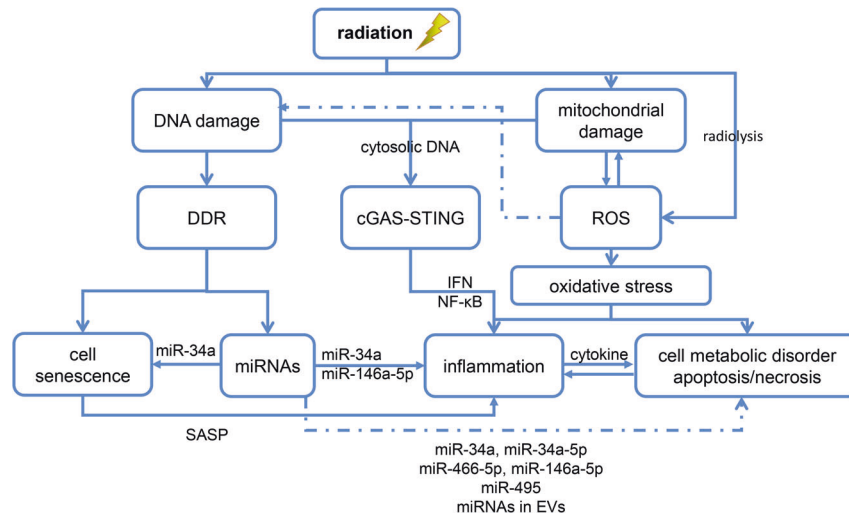 radiation
DNA damage
mitochondrial
damage
cytosolic DNA
radiolysis
DDR
cGAS-STING
ROS
IFN
NF-κB
oxidative stress
cell
senescence
miR-34a
miRNAs
miR-34a
miR-146a-5p
inflammation
cytokine
cell metabolic disorder
apoptosis/necrosis
SASP
miR-34a, miR-34a-5p
miR-466-5p, miR-146a-5p
miR-495
miRNAs in EVs